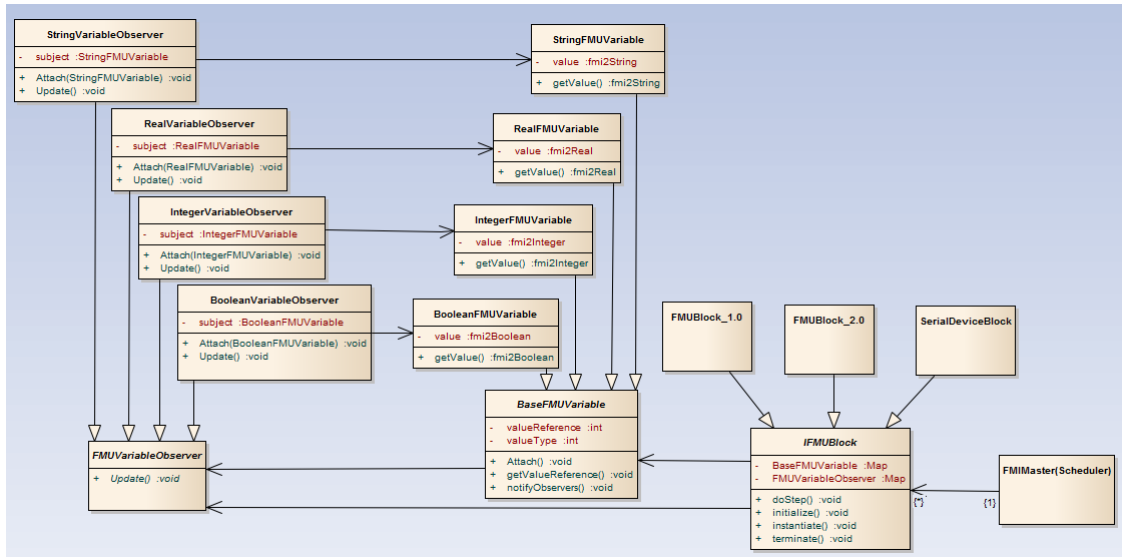 StringVariableObserver
- subject :StringFMUVariable
+ Attach(StringFMUVariable) :void
+ Update() :void
StringFMUVariable
- value :fmi2String
+ getValue() :fmi2String
RealVariableObserver
- subject :RealFMUVariable
+ Attach(RealFMUVariable) :void
+ Update() :void
RealFMUVariable
- value :fmi2Real
+ getValue() :fmi2Real
IntegerVariableObserver
- subject :IntegerFMUVariable
+ Attach(IntegerFMUVariable) :void
+ Update() :void
IntegerFMUVariable
- value :fmi2Integer
+ getValue() :fmi2Integer
BooleanVariableObserver
- subject :BooleanFMUVariable
+ Attach(BooleanFMUVariable) :void
+ Update() :void
BooleanFMUVariable
- value :fmi2Boolean
+ getValue() :fmi2Boolean
FMUBlock_1.0
FMUBlock_2.0
SerialDeviceBlock
BaseFMUVariable
- valueReference :int
- valueType :int
+ Attach() :void
+ getValueReference() :void
+ notifyObservers() :void
FMUVariableObserver
+ Update() :void
IFMUBlock
- BaseFMUVariable :Map
- FMUVariableObserver :Map
+ doStep() :void
+ initialize() :void
+ instantiate() :void
+ terminate() :void
FMIMaster(Scheduler)
{*}
{1}